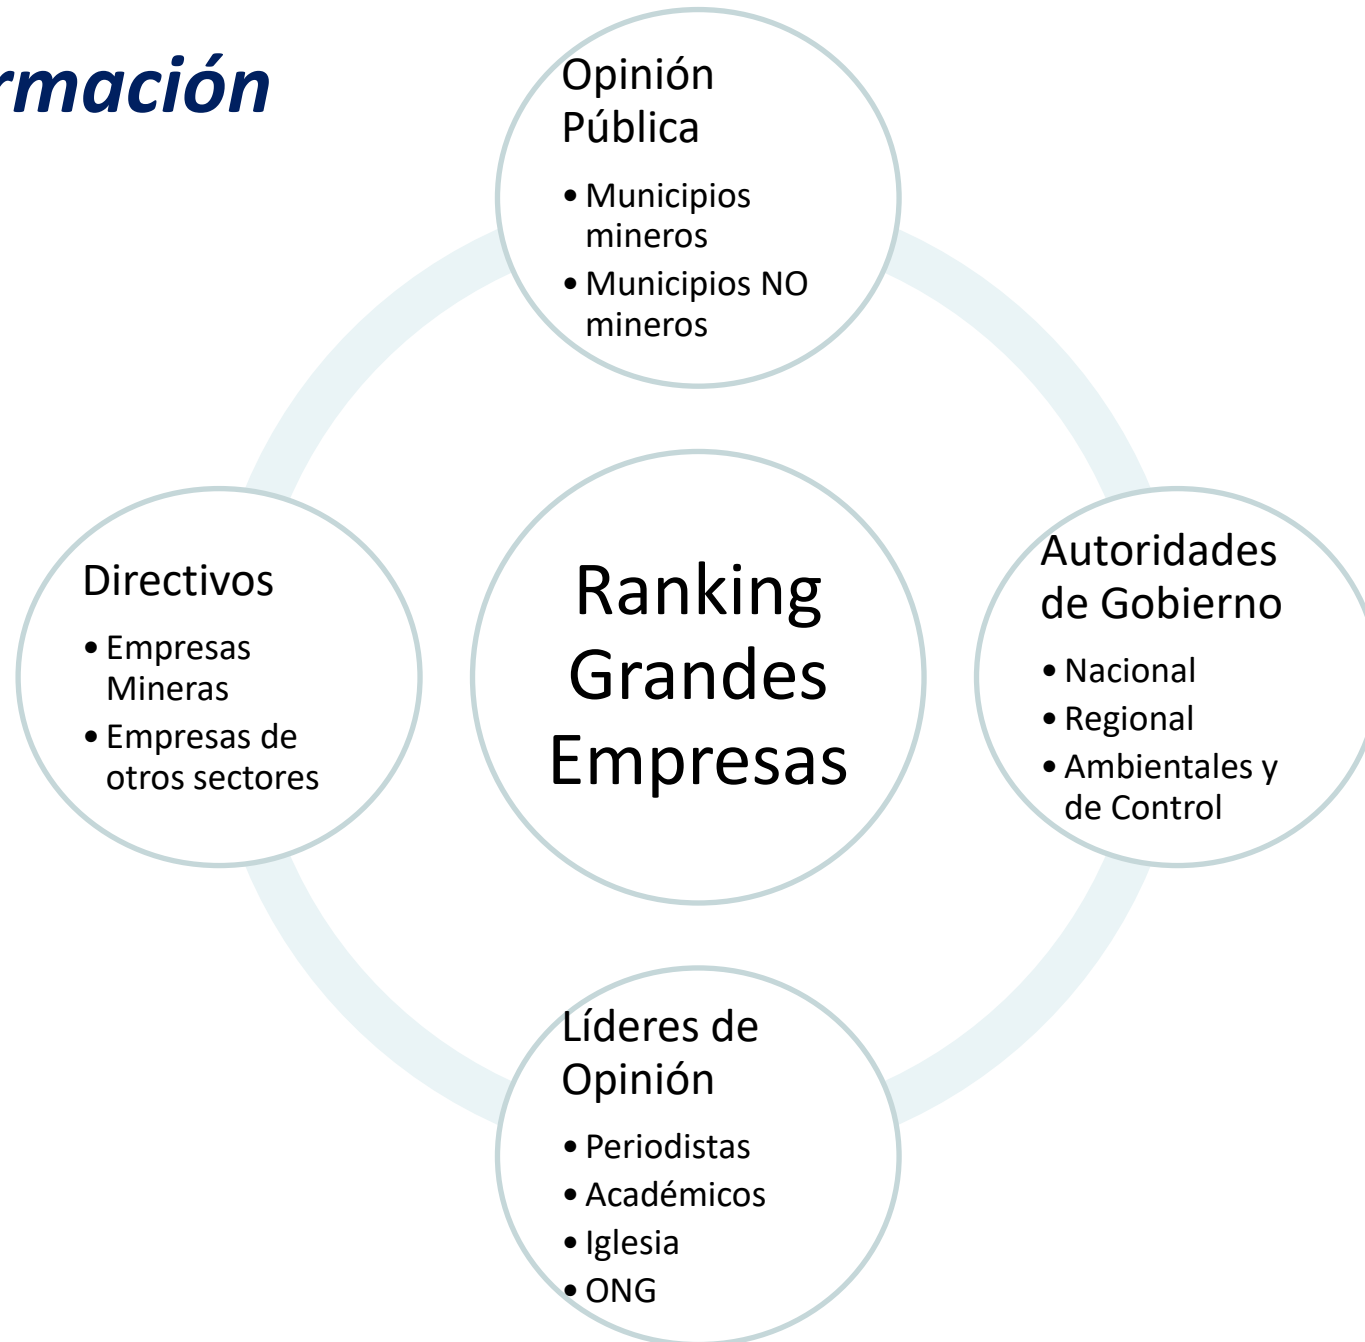 rmación
Opinión
Pública
• Municipios
mineros
• Municipios NO
mineros
Directivos
• Empresas
Mineras
• Empresas de
otros sectores
Ranking
Grandes
Empresas
Autoridades
de Gobierno
• Nacional
• Regional
• Ambientales y
de Control
Líderes de
Opinión
• Periodistas
• Académicos
• Iglesia
• ONG